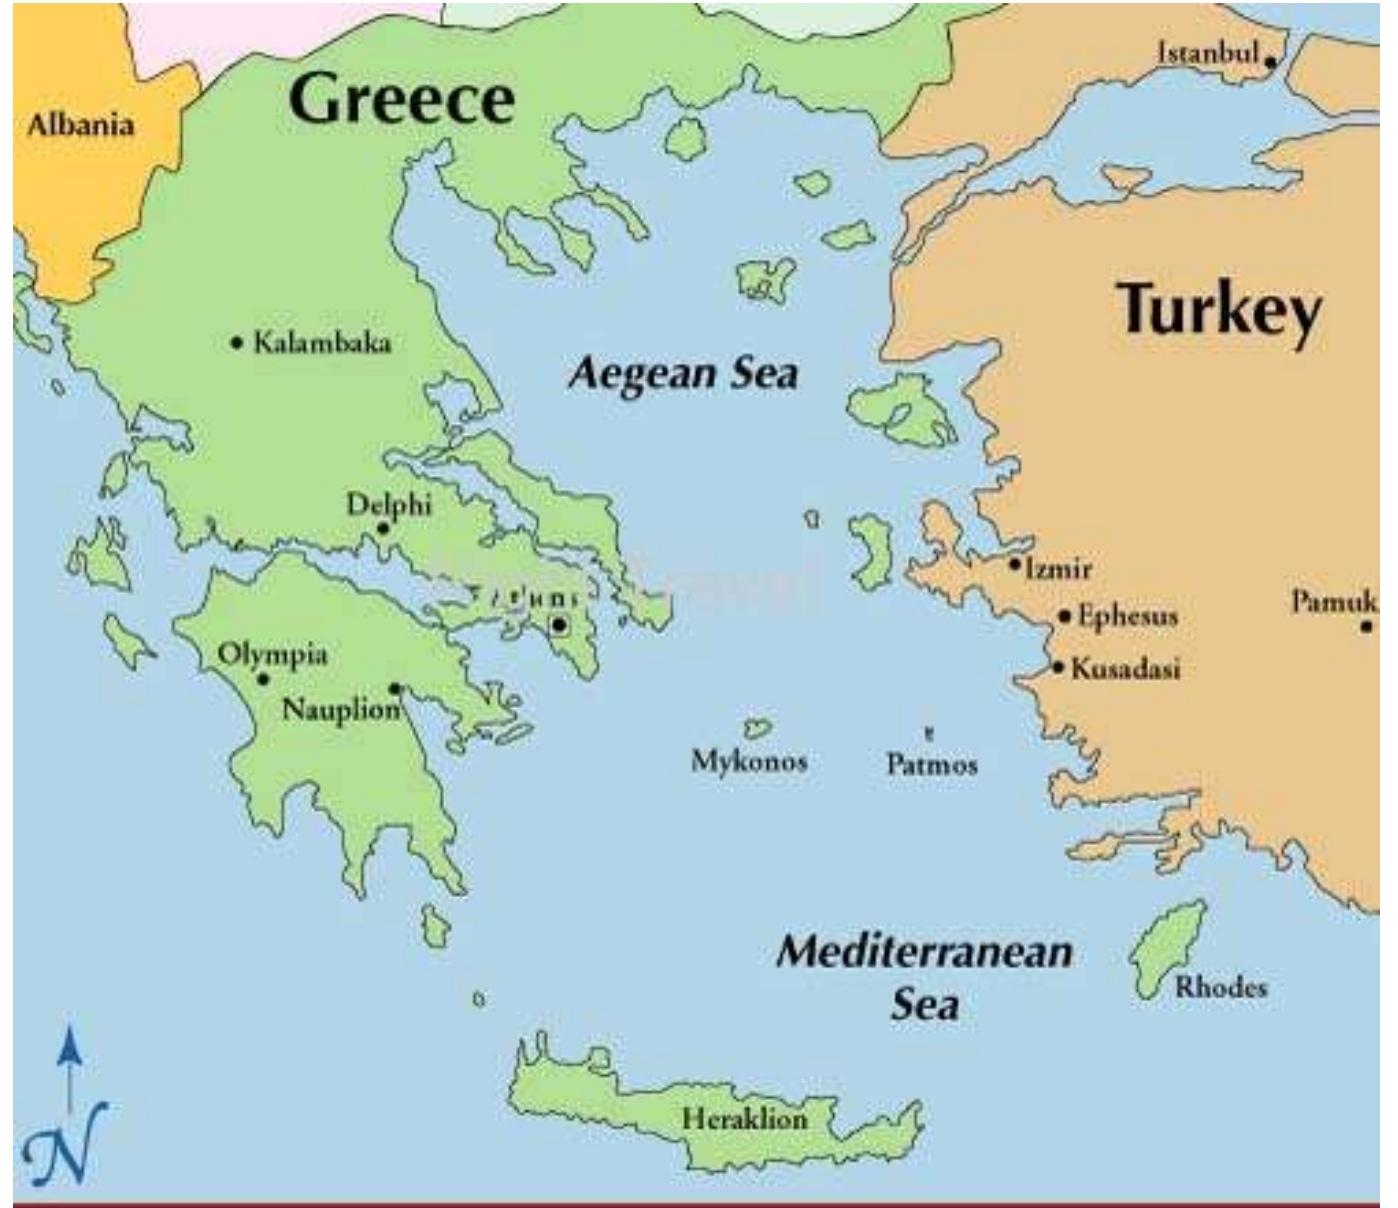 Istanbul
Greece
Albania
Turkey
Kalambaka
Aegean Sea
Delphi
Izmir
Pamuk
Ephesus
Olympia
Kusadasi
Nauplion
Mykonos
Patmos
Mediterranean
Sea
Rhodes
Heraklion
N